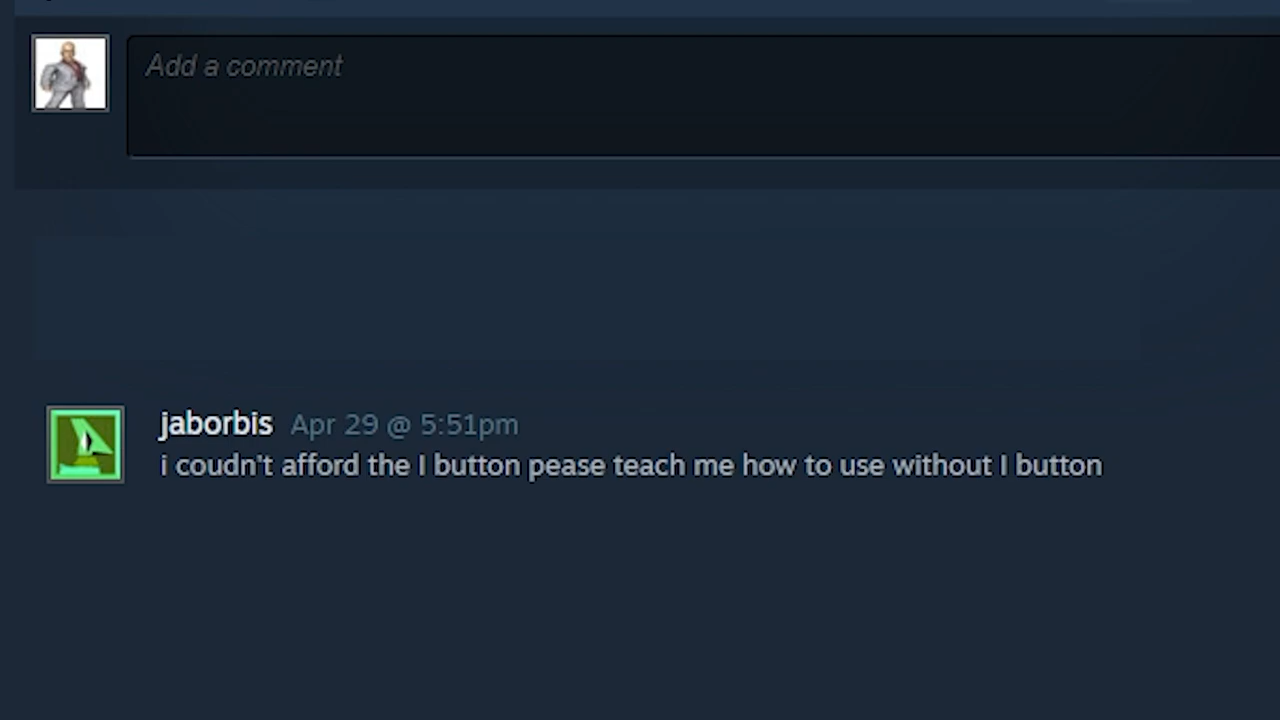 Add a comment
jaborbis Apr 29 @ 5:51pm
i coudn't afford the I button pease teach me how to use without I button